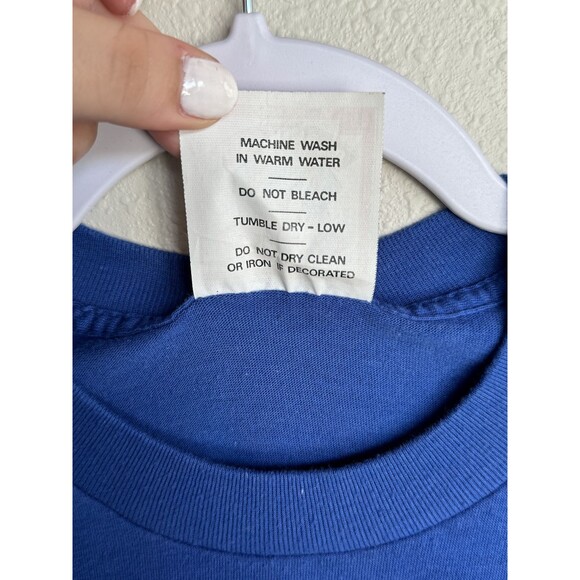 MACHINE WASH
IN WARM WATER
DO NOT BLEACH
TUMBLE DRY - LOW
DO NOT DRY CLEAN
OR IRON IF DECORATED